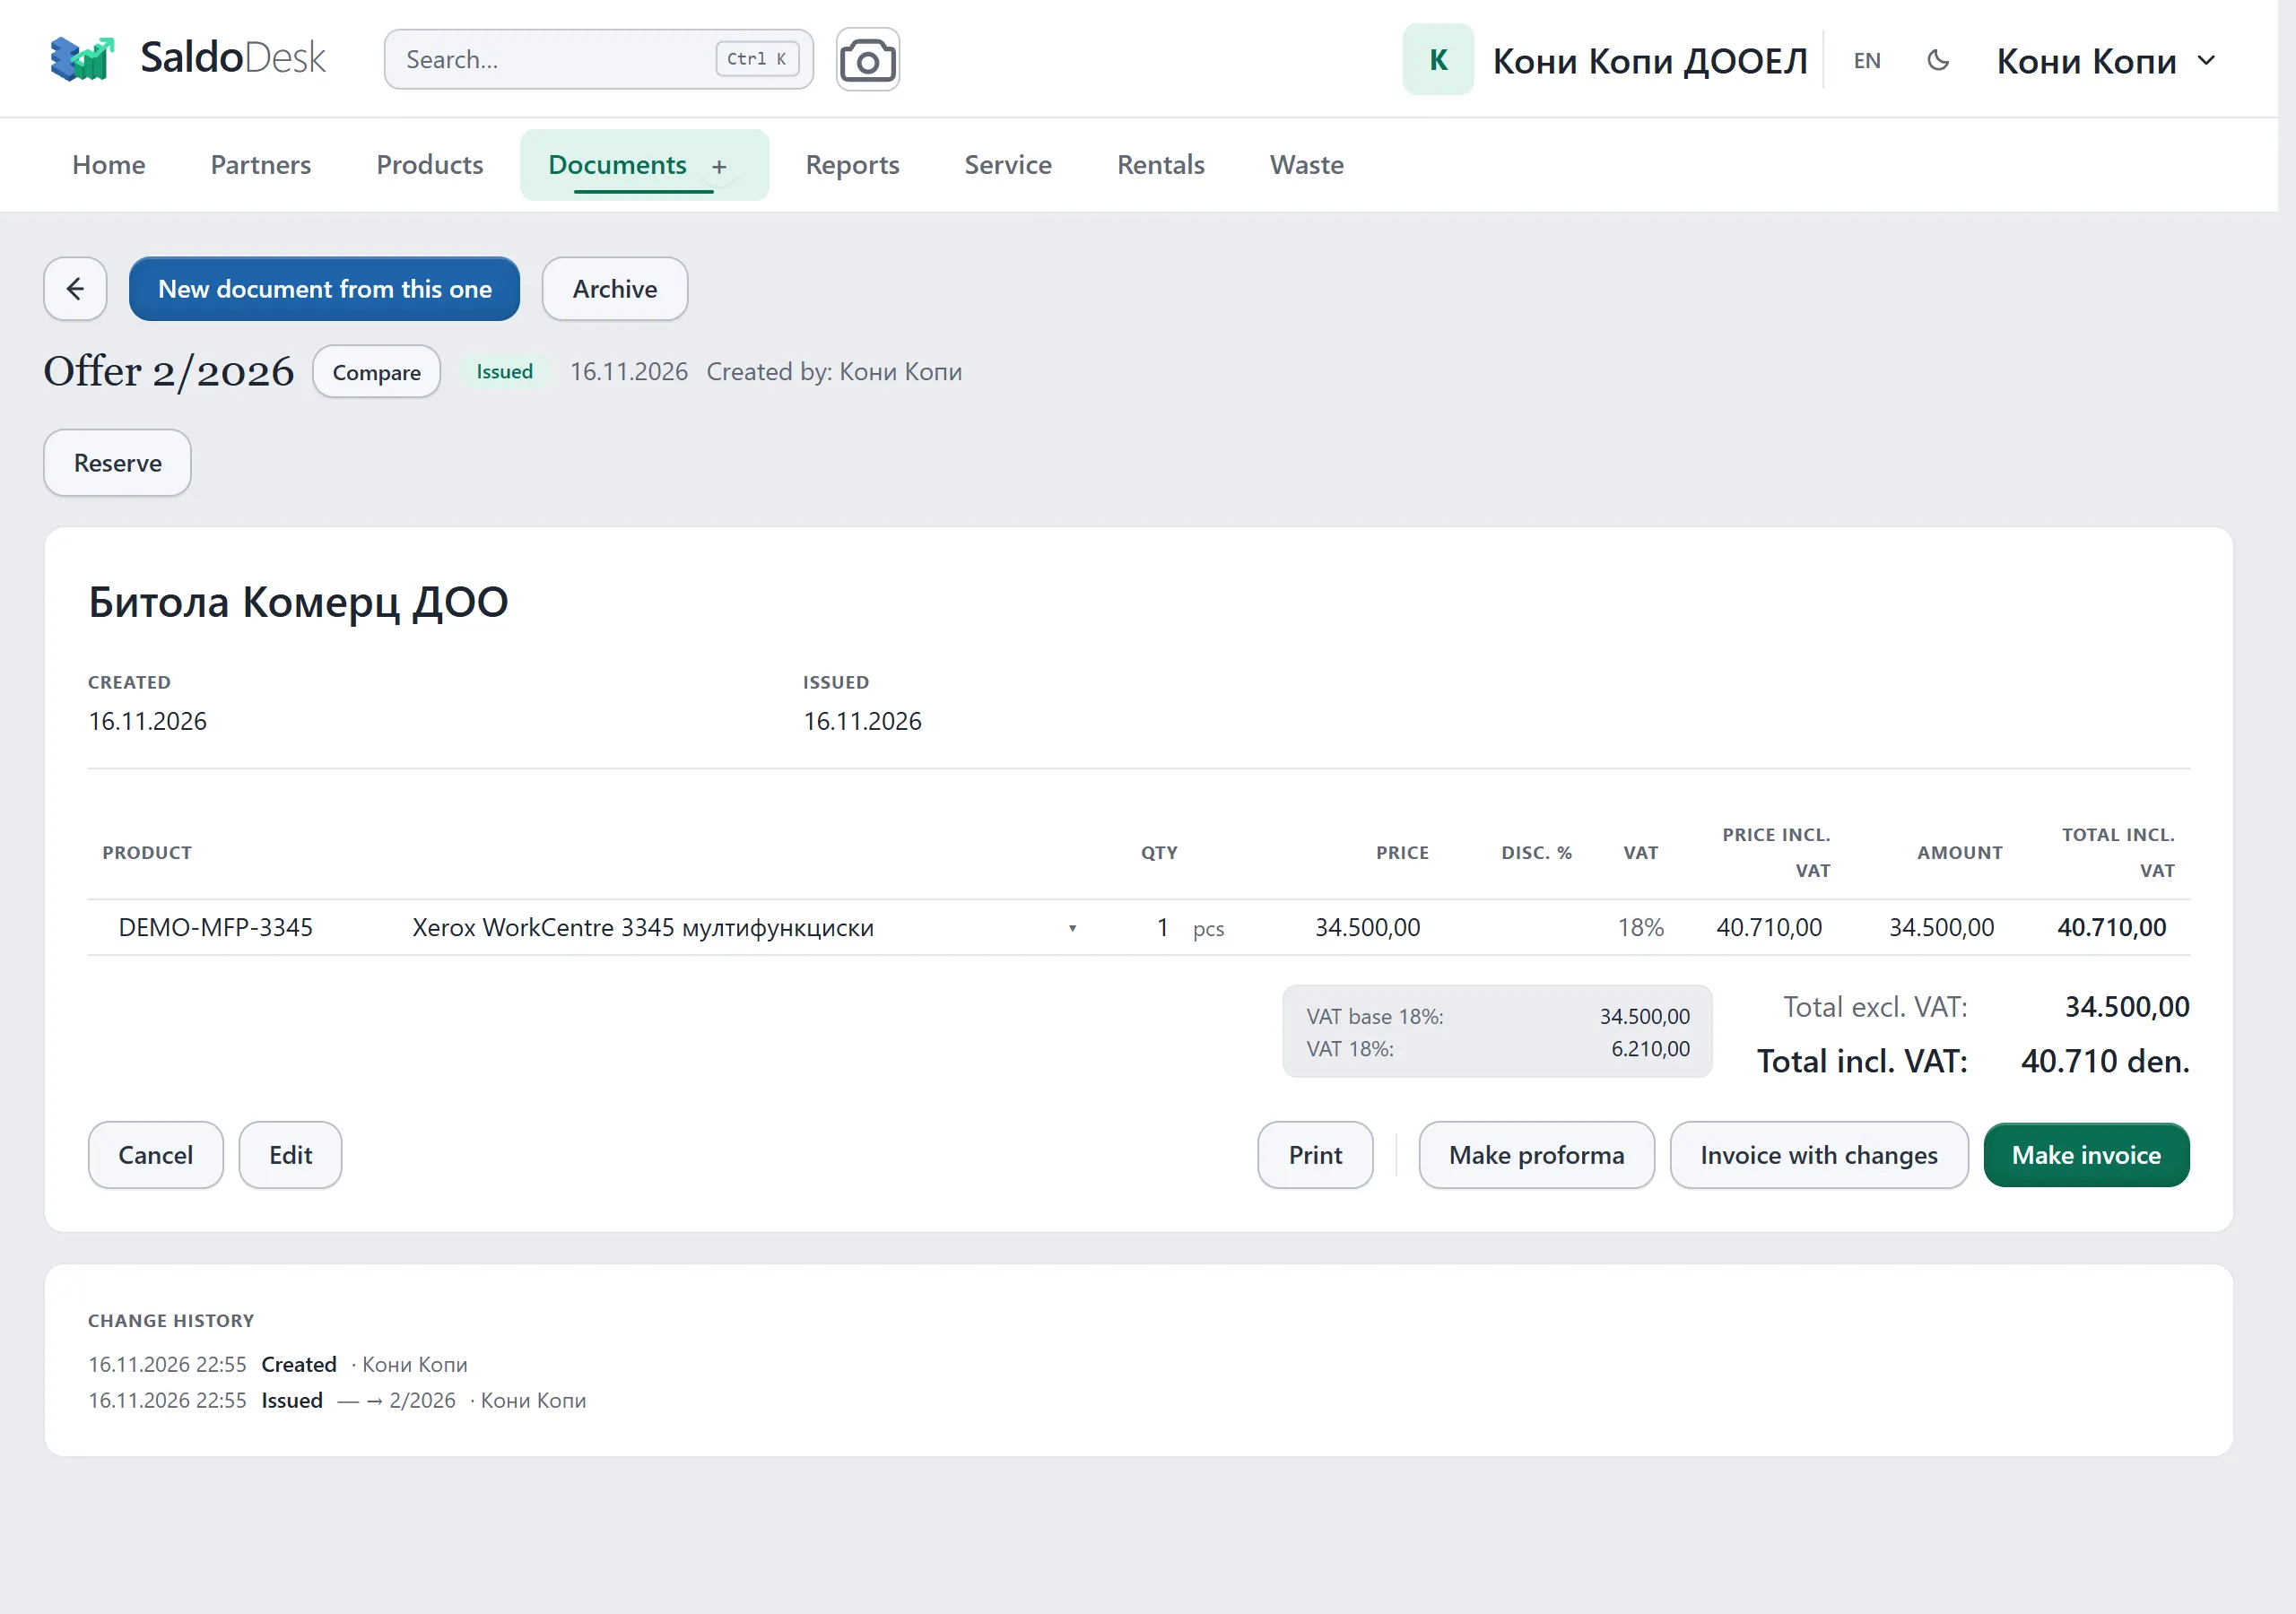 SaldoDesk
Search...
Ctrl K
K
Кони Копи ДООЕЛ
EN
Кони Копи
Home
Partners
Products
Documents +
Reports
Service
Rentals
Waste
New document from this one
Archive
Offer 2/2026
Compare
Issued
16.11.2026
Created by: Кони Копи
Reserve
Битола Комерц ДОО
CREATED
ISSUED
16.11.2026
16.11.2026
PRODUCT QTY PRICE DISC. % VAT PRICE INCL. VAT AMOUNT TOTAL INCL. VAT
DEMO-MFP-3345 Xerox WorkCentre 3345 мултифункциски 1 pcs 34.500,00 18% 40.710,00 34.500,00 40.710,00
VAT base 18%: 34.500,00
VAT 18%: 6.210,00
Total excl. VAT: 34.500,00
Total incl. VAT: 40.710 den.
Cancel
Edit
Print
Make proforma
Invoice with changes
Make invoice
CHANGE HISTORY
16.11.2026 22:55 Created · Кони Копи
16.11.2026 22:55 Issued — → 2/2026 · Кони Копи